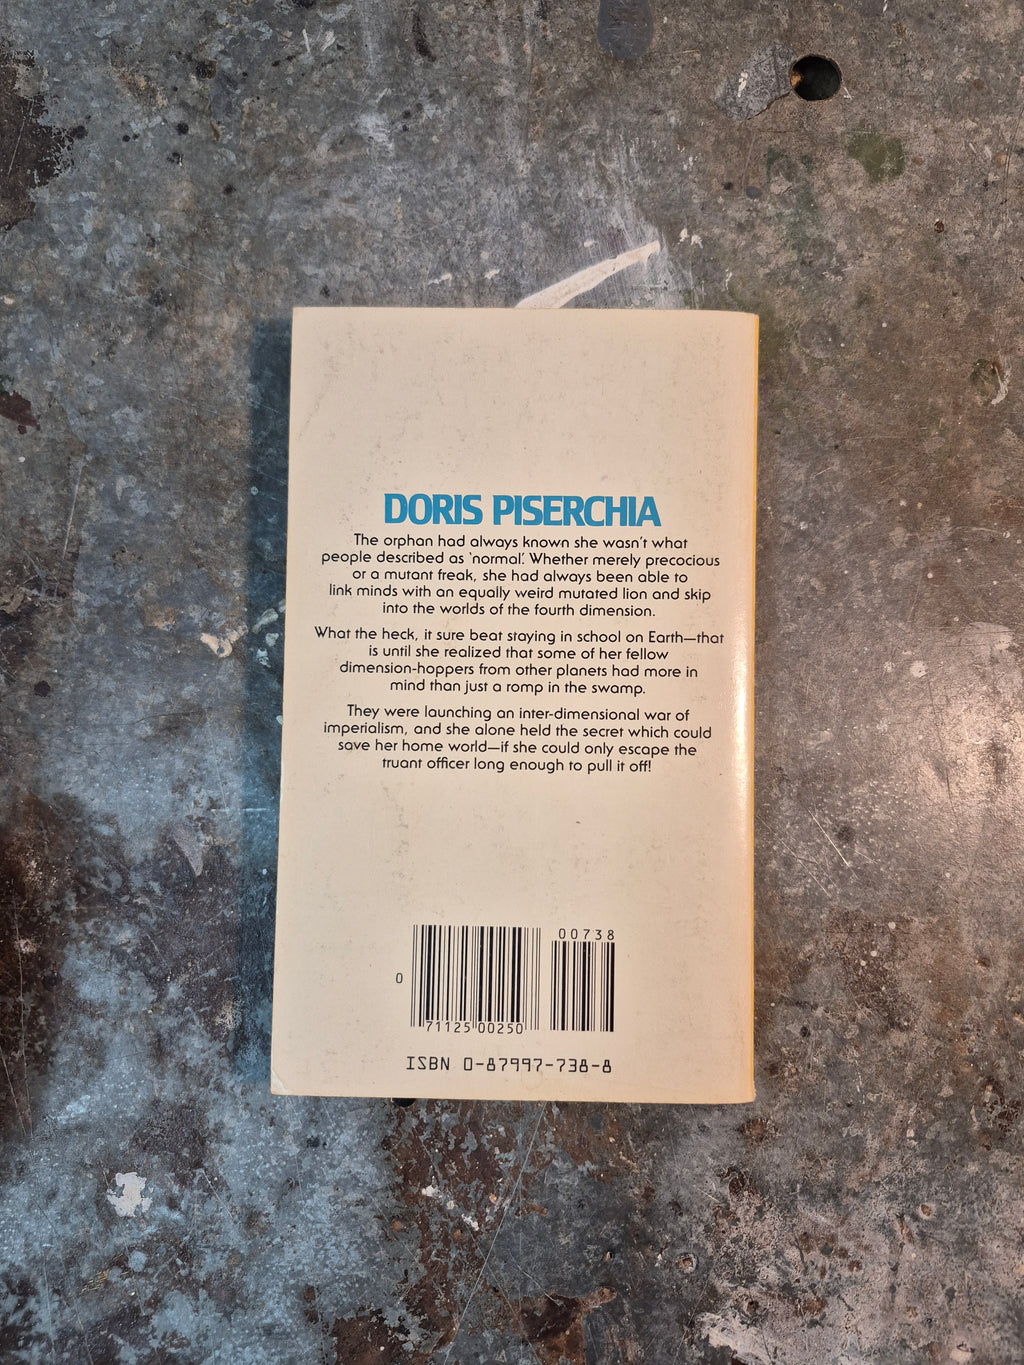 DORIS PISERCHIA
The orphan had always known she wasn't what
people described as 'normal'. Whether merely precocious
or a mutant freak, she had always been able to
link minds with an equally weird mutated lion and skip
into the worlds of the fourth dimension.
What the heck, it sure beat staying in school on Earth—that
is until she realized that some of her fellow
dimension-hoppers from other planets had more in
mind than just a romp in the swamp.
They were launching an inter-dimensional war of
imperialism, and she alone held the secret which could
save her home world—if she could only escape the
truant officer long enough to pull it off!
00738
0
71125 00250
ISBN 0-87997-738-8